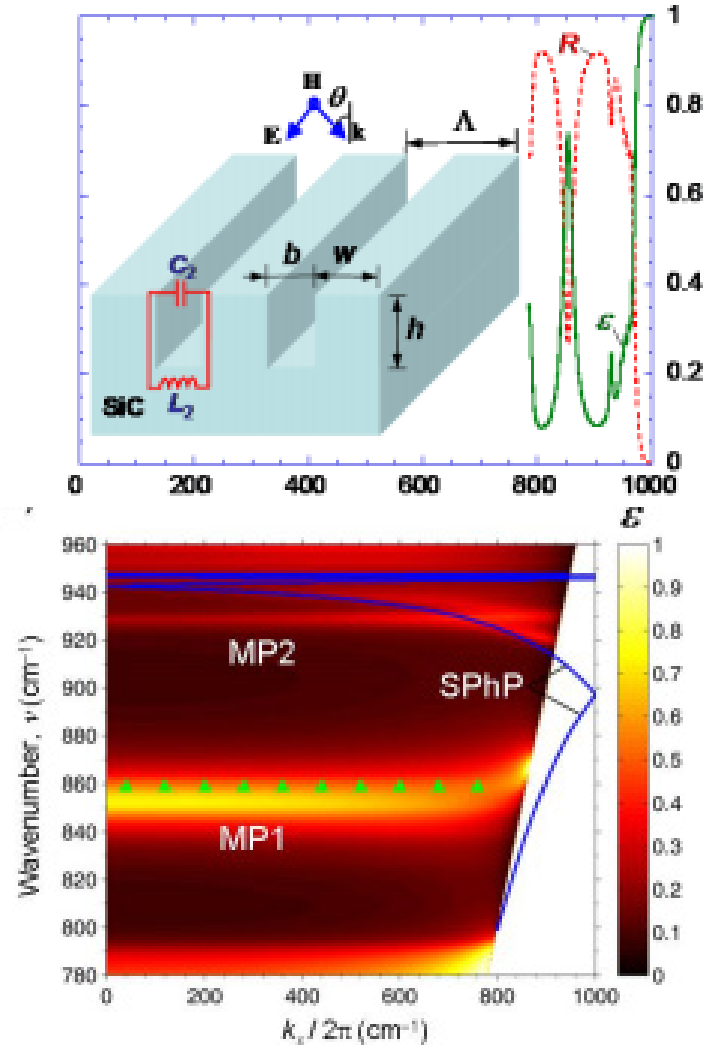 1
R
H
θ
E
k
Λ
0.8
0.6
b
w
C₂
h
0.4
ε
SiC
L₂
0.2
0
0
200
400
600
800
1000
ε
960
1
940
0.9
920
MP2
0.8
SPhP
0.7
900
0.6
880
0.5
860
0.4
840
MP1
0.3
820
0.2
800
0.1
780
0
Wavenumber, ν (cm⁻¹)
0
200
400
600
800
1000
kₓ / 2π (cm⁻¹)